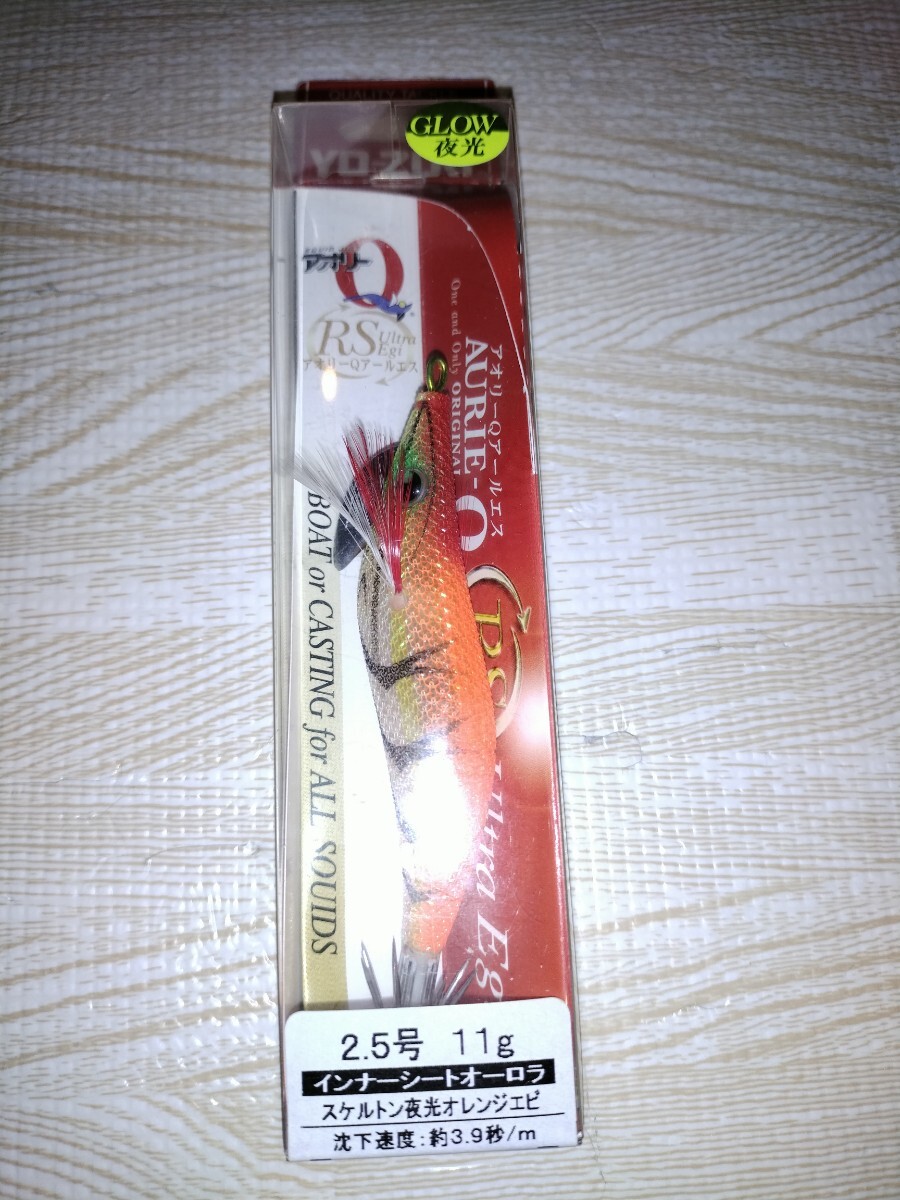 GLOW
夜光
YO-ZURI
アオリー
Q
RS Ultra
Egi
アオリーQアールエス
アオリーQアールエス
AURIE-Q
One and Only ORIGINAL
RS
Ultra Eg
BOAT or CASTING for ALL SQUIDS
2.5号 11g
インナーシートオーロラ
スケルトン夜光オレンジエビ
沈下速度:約3.9秒/m